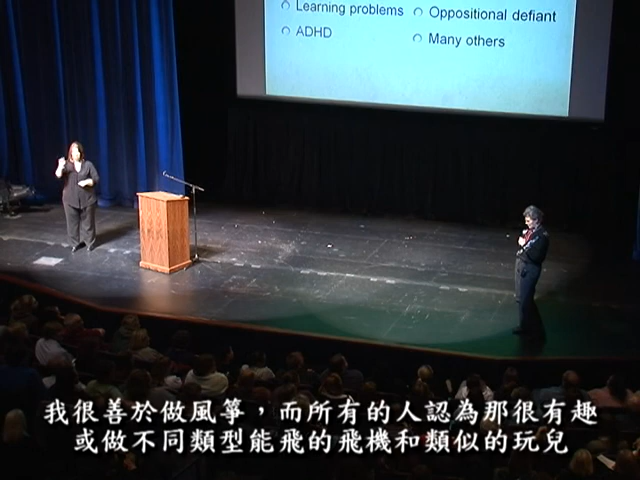 Learning problems
Oppositional defiant
ADHD
Many others
我很善於做風箏，而所有的人認為那很有趣
或做不同類型能飛的飛機和類似的玩兒